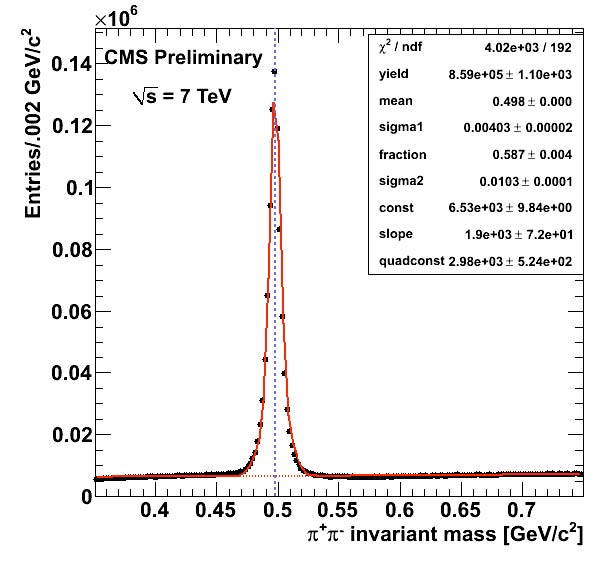 ×10⁶
Entries/.002 GeV/c²
CMS Preliminary
√s = 7 TeV
χ² / ndf 4.02e+03 / 192
yield 8.59e+05 ± 1.10e+03
mean 0.498 ± 0.000
sigma1 0.00403 ± 0.00002
fraction 0.587 ± 0.004
sigma2 0.0103 ± 0.0001
const 6.53e+03 ± 9.84e+00
slope 1.9e+03 ± 7.2e+01
quadconst 2.98e+03 ± 5.24e+02
0.14
0.12
0.1
0.08
0.06
0.04
0.02
0
0.4 0.45 0.5 0.55 0.6 0.65 0.7
π⁺π⁻ invariant mass [GeV/c²]